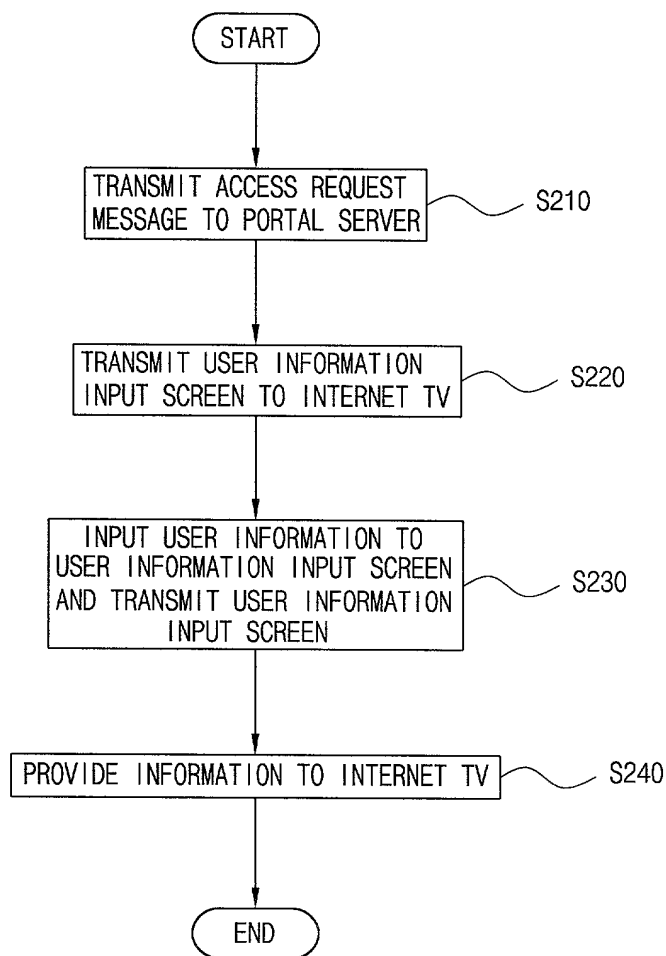 START
TRANSMIT ACCESS REQUEST
MESSAGE TO PORTAL SERVER
S210
TRANSMIT USER INFORMATION
INPUT SCREEN TO INTERNET TV
S220
INPUT USER INFORMATION TO
USER INFORMATION INPUT SCREEN
AND TRANSMIT USER INFORMATION
INPUT SCREEN
S230
PROVIDE INFORMATION TO INTERNET TV
S240
END